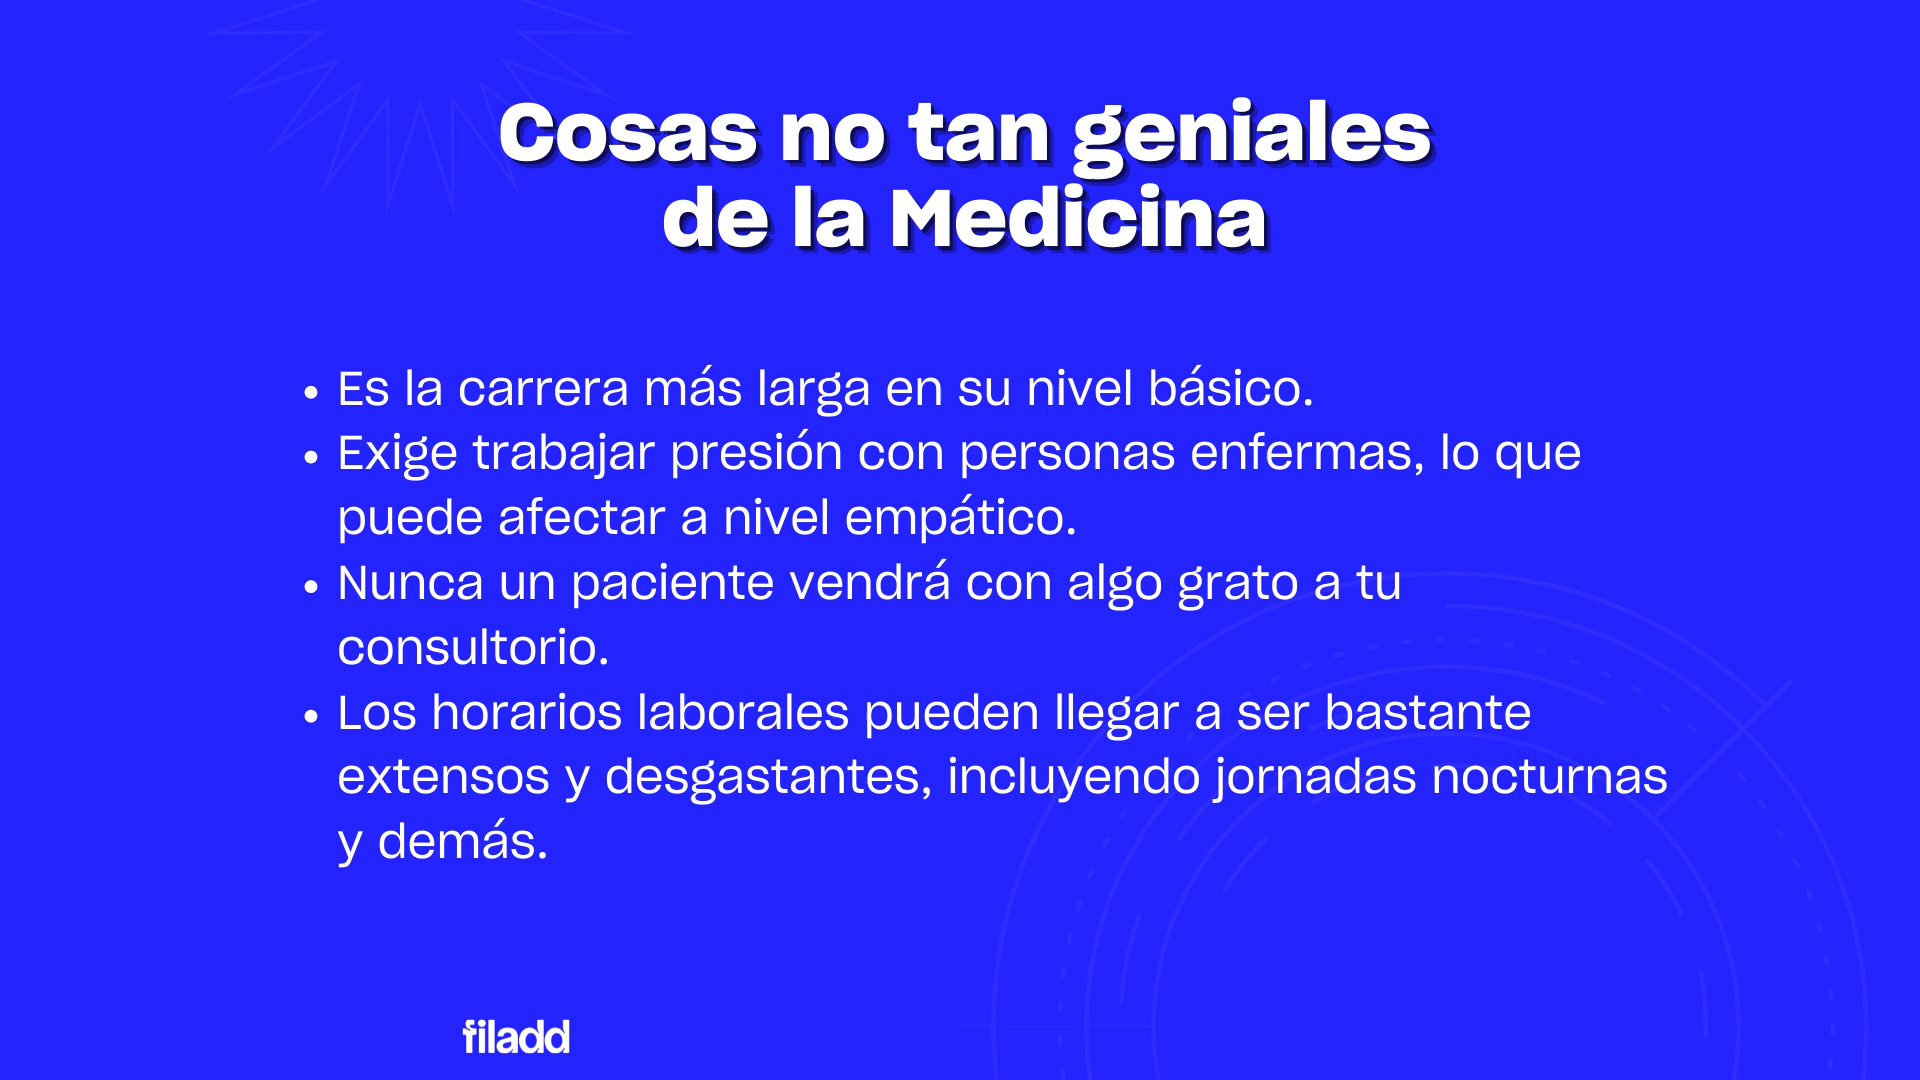 Cosas no tan geniales
de la Medicina
• Es la carrera más larga en su nivel básico.
• Exige trabajar presión con personas enfermas, lo que
puede afectar a nivel empático.
• Nunca un paciente vendrá con algo grato a tu
consultorio.
• Los horarios laborales pueden llegar a ser bastante
extensos y desgastantes, incluyendo jornadas nocturnas
y demás.
filadd